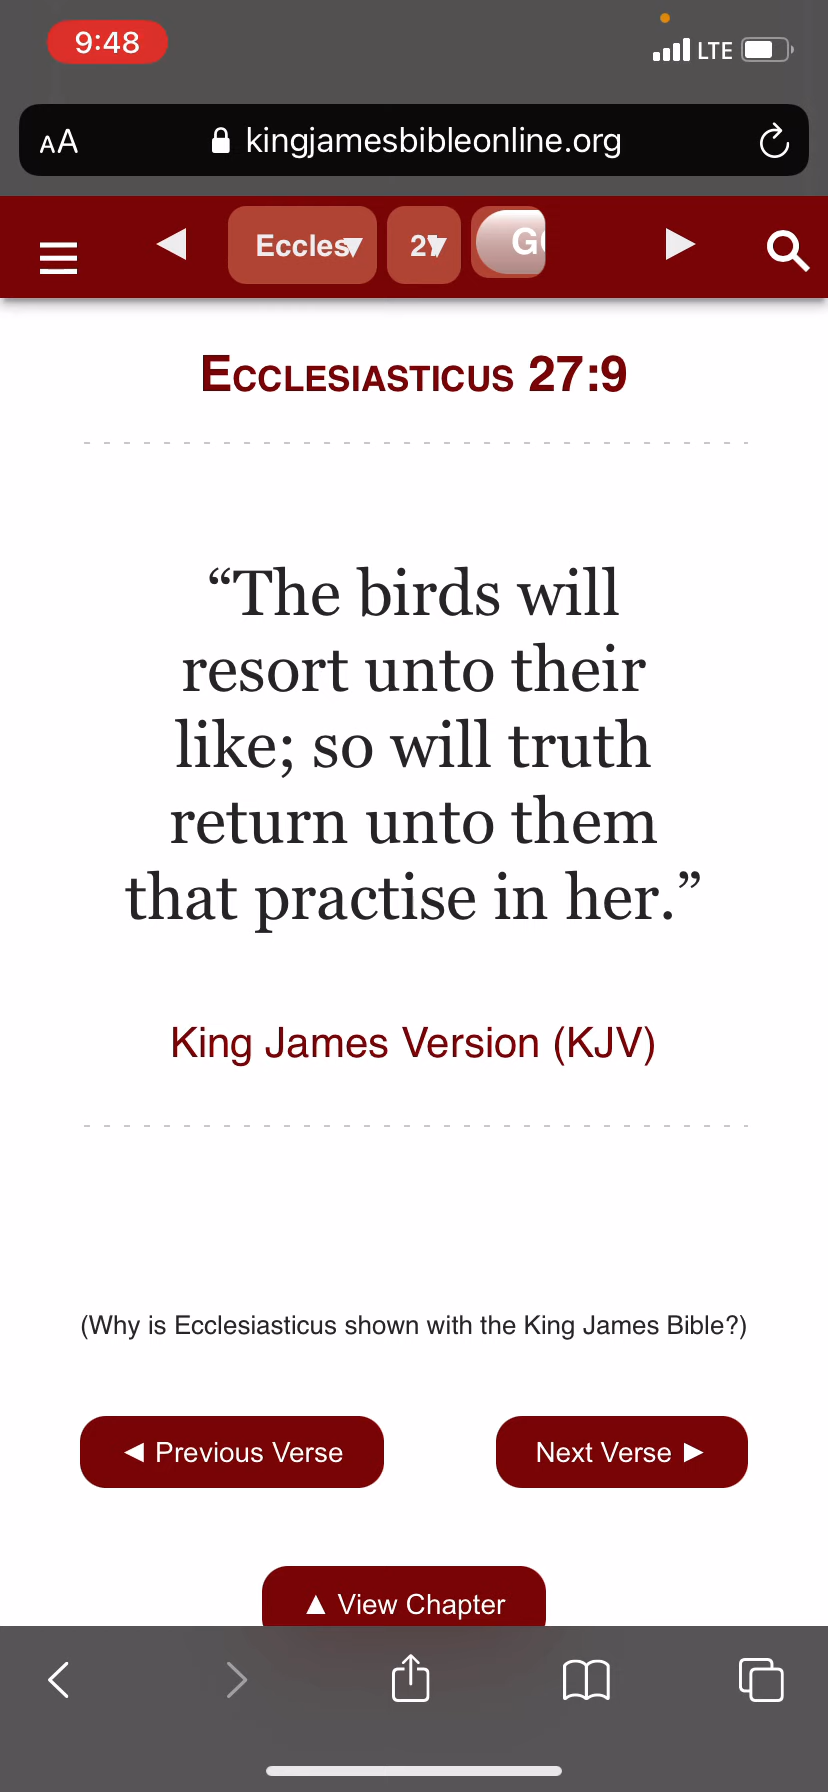 9:48
LTE
AA
kingjamesbibleonline.org
Eccles
ECCLESIASTICUS 27:9
“The birds will
resort unto their
like; so will truth
return unto them
that practise in her.”
King James Version (KJV)
(Why is Ecclesiasticus shown with the King James Bible?)
◀ Previous Verse
Next Verse ▶
▲ View Chapter